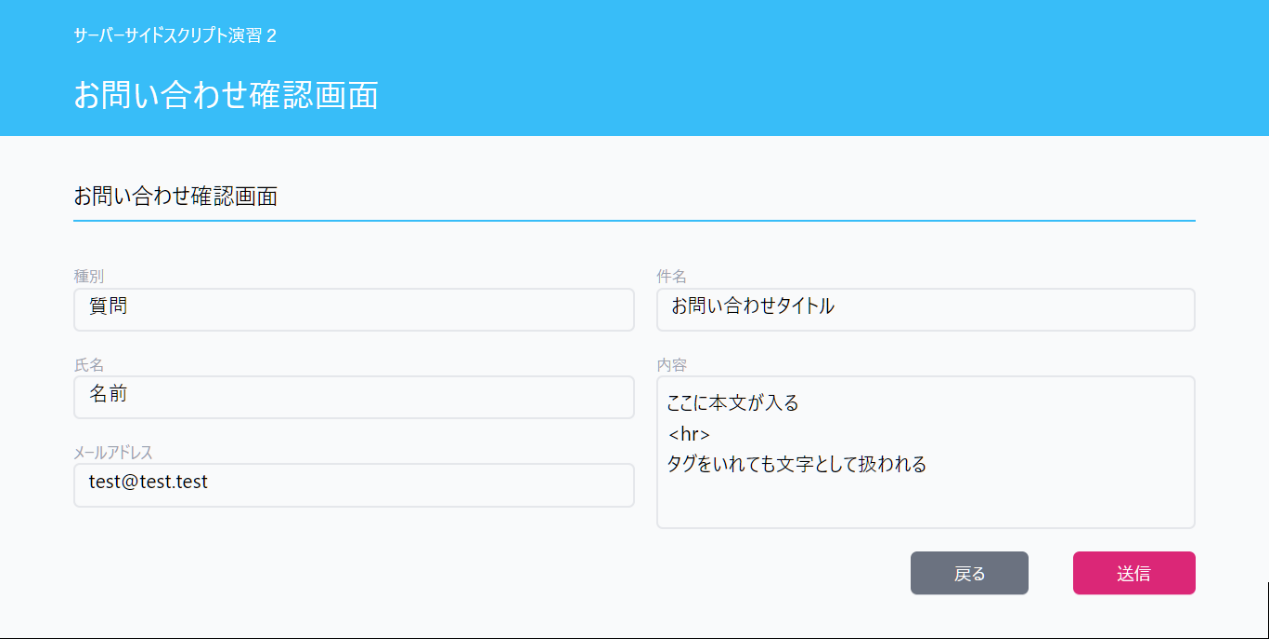 サーバーサイドスクリプト演習２
お問い合わせ確認画面
お問い合わせ確認画面
種別
質問
件名
お問い合わせタイトル
氏名
名前
内容
ここに本文が入る
<hr>
タグをいれても文字として扱われる
メールアドレス
test@test.test
戻る
送信